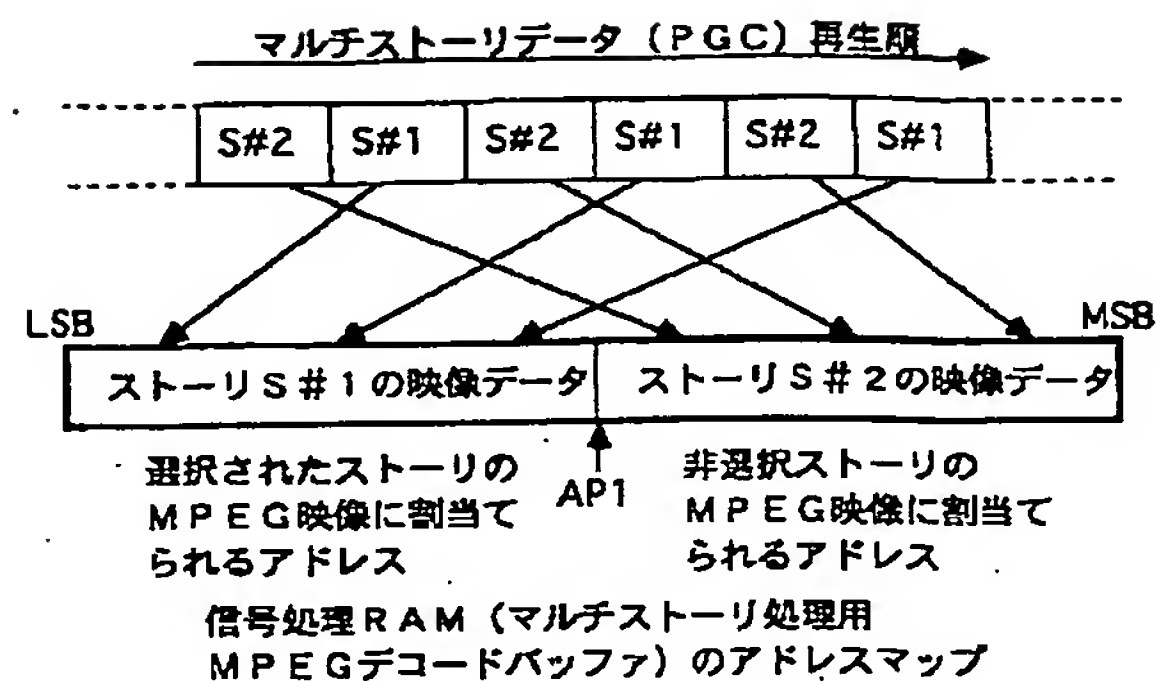 マルチストーリデータ（ＰＧＣ）再生順
S#2 S#1 S#2 S#1 S#2 S#1
LSB MSB
ストーリＳ＃１の映像データ ストーリＳ＃２の映像データ
選択されたストーリの
ＭＰＥＧ映像に割当て
られるアドレス
AP1
非選択ストーリの
ＭＰＥＧ映像に割当て
られるアドレス
信号処理ＲＡＭ（マルチストーリ処理用
ＭＰＥＧデコードバッファ）のアドレスマップ